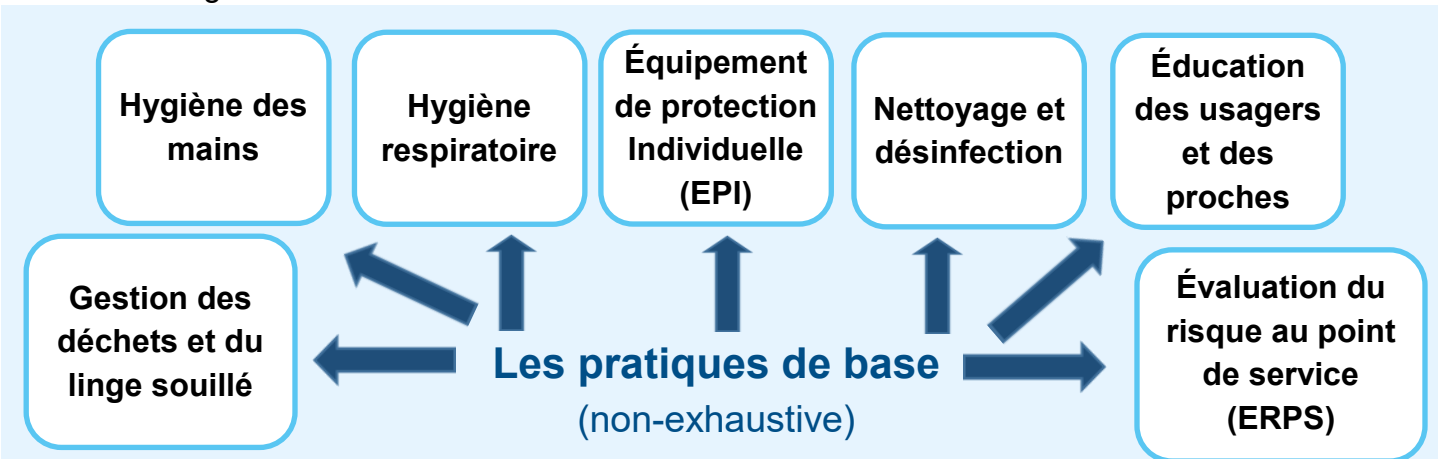 Hygiène des
mains
Hygiène
respiratoire
Équipement
de protection
Individuelle
(EPI)
Nettoyage et
désinfection
Éducation
des usagers
et des
proches
Gestion des
déchets et du
linge souillé
Évaluation du
risque au point
de service
(ERPS)
Les pratiques de base
(non-exhaustive)